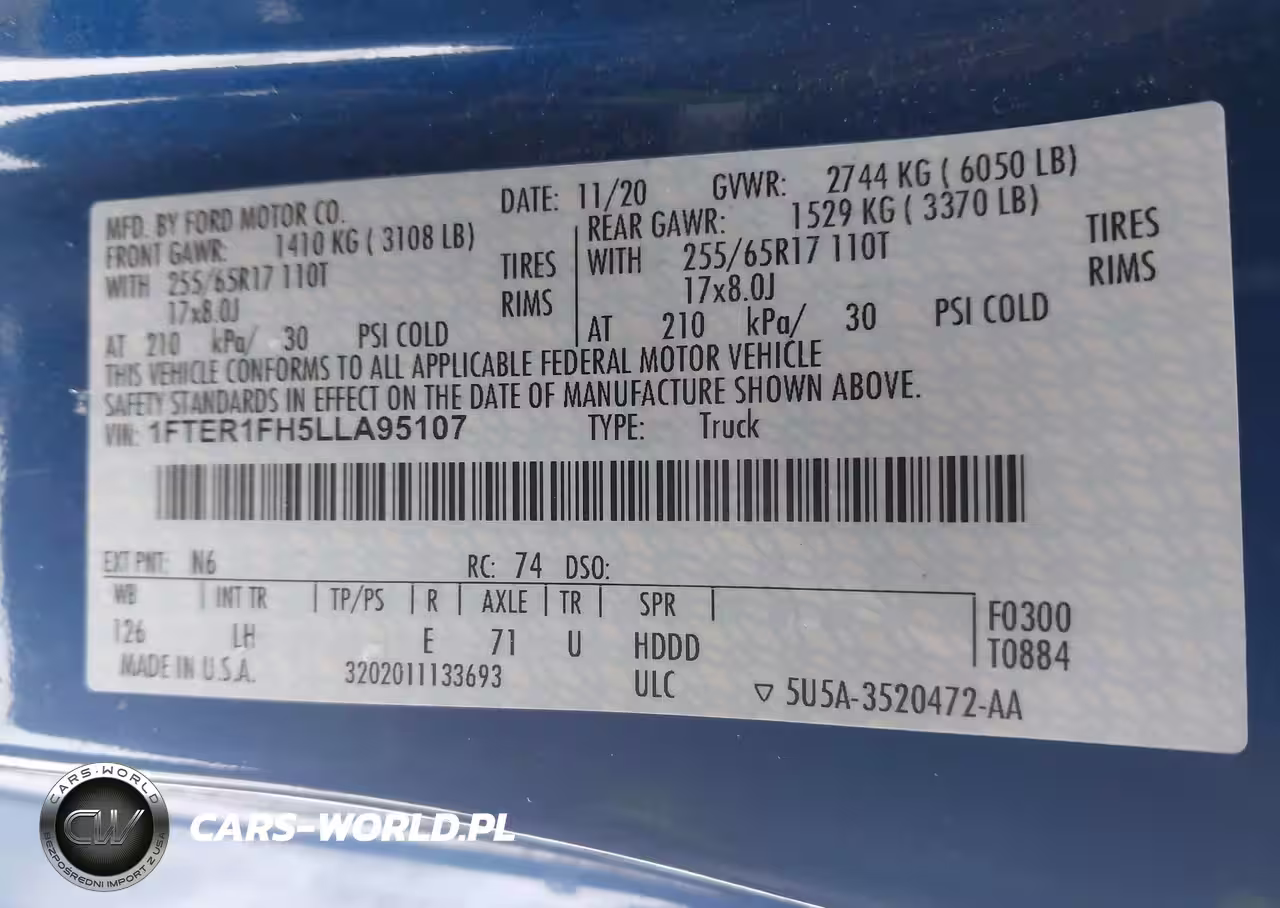 MFD. BY FORD MOTOR CO. DATE: 11/20 GVWR: 2744 KG ( 6050 LB)
FRONT GAWR: 1410 KG ( 3108 LB) REAR GAWR: 1529 KG ( 3370 LB)
WITH 255/65R17 110T TIRES WITH 255/65R17 110T TIRES
17x8.0J RIMS 17x8.0J RIMS
AT 210 kPa/ 30 PSI COLD AT 210 kPa/ 30 PSI COLD
THIS VEHICLE CONFORMS TO ALL APPLICABLE FEDERAL MOTOR VEHICLE
SAFETY STANDARDS IN EFFECT ON THE DATE OF MANUFACTURE SHOWN ABOVE.
VIN: 1FTER1FH5LLA95107 TYPE: Truck
EXT PNT: N6 RC: 74 DSO:
WB INT TR TP/PS R AXLE TR SPR F0300
126 LH E 71 U HDDD T0884
MADE IN U.S.A. 3202011133693 ULC ▽ 5U5A-3520472-AA
CARS-WORLD
CW
BEZPOŚREDNI IMPORT Z USA
CARS-WORLD.PL